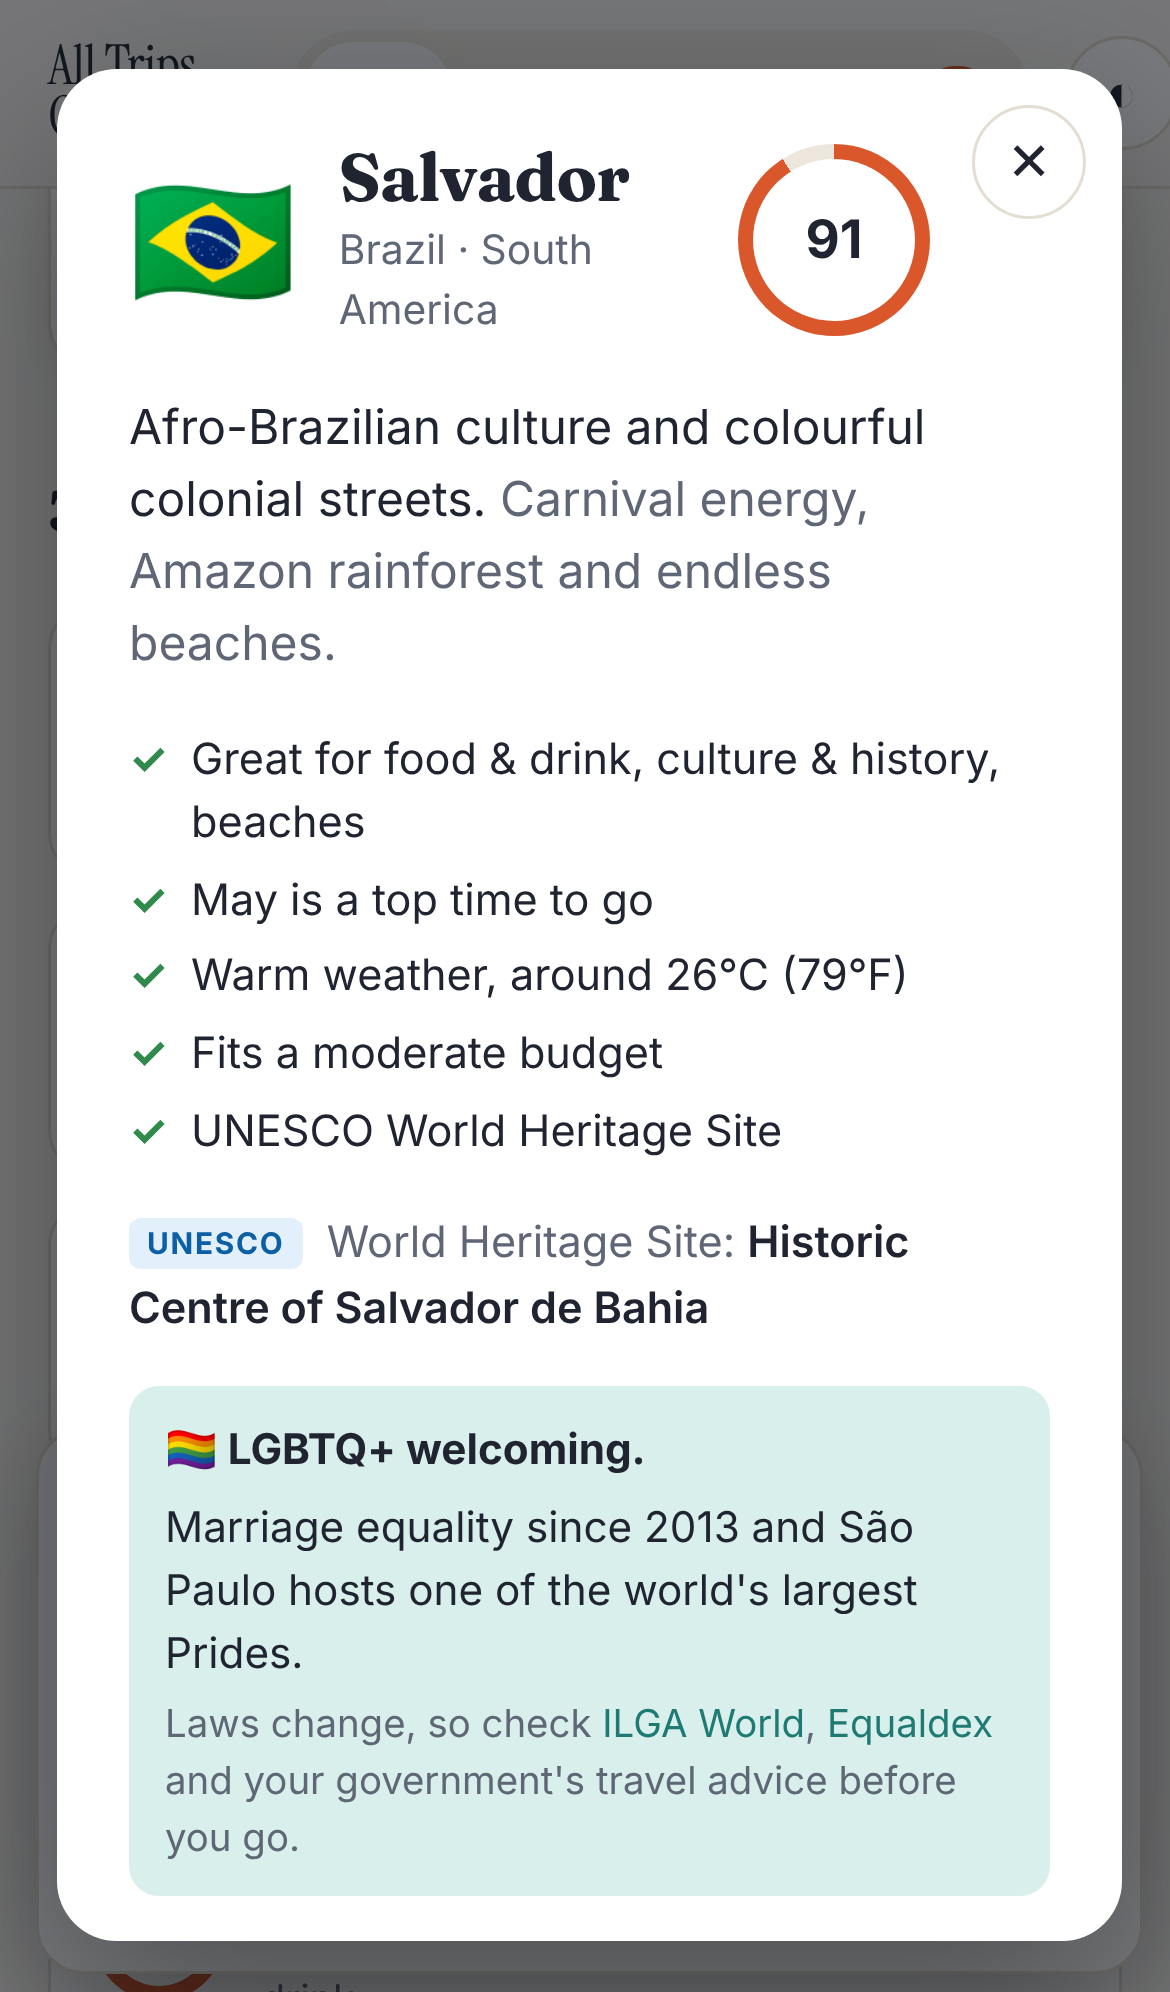 All Trips
Salvador
Brazil · South
America
91
Afro-Brazilian culture and colourful
colonial streets. Carnival energy,
Amazon rainforest and endless
beaches.
Great for food & drink, culture & history,
beaches
May is a top time to go
Warm weather, around 26°C (79°F)
Fits a moderate budget
UNESCO World Heritage Site
UNESCO World Heritage Site: Historic
Centre of Salvador de Bahia
🏳️‍🌈 LGBTQ+ welcoming.
Marriage equality since 2013 and São
Paulo hosts one of the world's largest
Prides.
Laws change, so check ILGA World, Equaldex
and your government's travel advice before
you go.